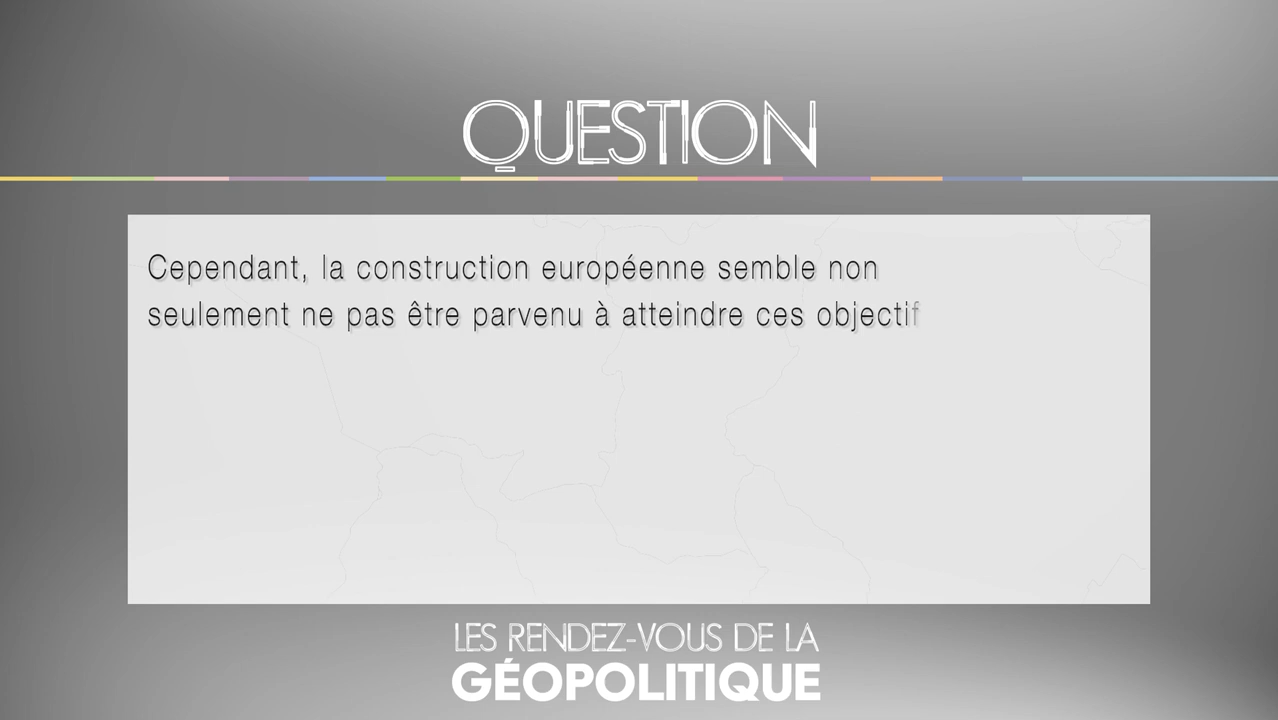 QUESTION
Cependant, la construction européenne semble non
seulement ne pas être parvenu à atteindre ces objectif
LES RENDEZ-VOUS DE LA
GÉOPOLITIQUE